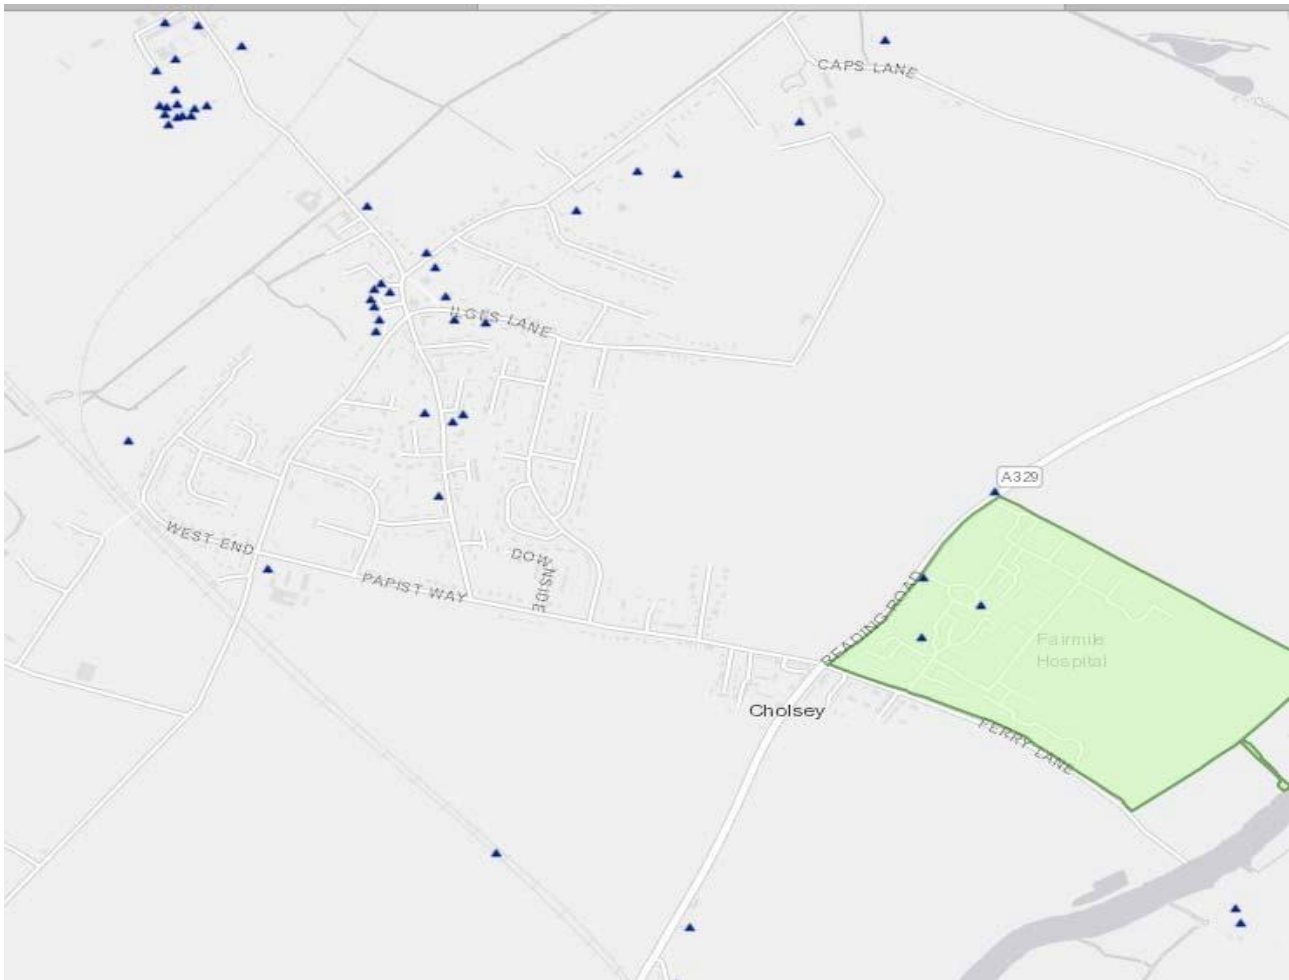 CAPS LANE
ILGES LANE
A329
WEST END
DOWNSIDE
PAPIST WAY
READING ROAD
Fairmile
Hospital
Cholsey
FERRY LANE